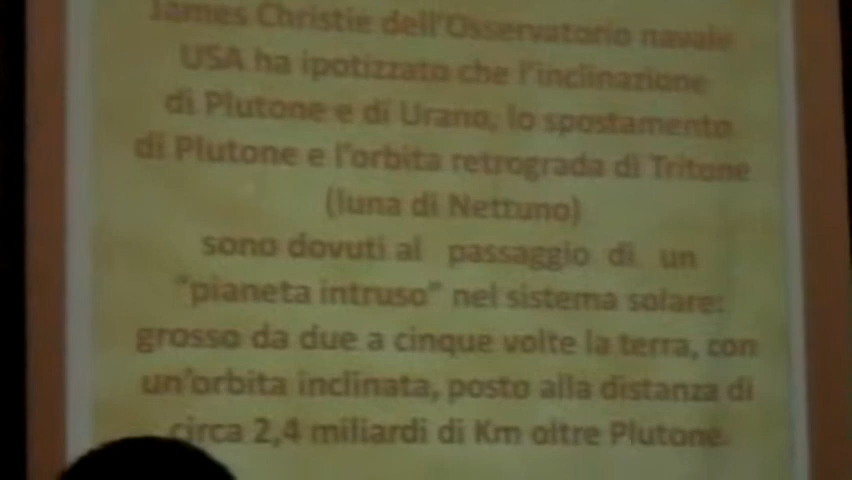 James Christie dell'Osservatorio navale
USA ha ipotizzato che l'inclinazione
di Plutone e di Urano, lo spostamento
di Plutone e l'orbita retrograda di Tritone
(luna di Nettuno)
sono dovuti al passaggio di un
"pianeta intruso" nel sistema solare:
grosso da due a cinque volte la terra, con
un'orbita inclinata, posto alla distanza di
circa 2,4 miliardi di Km oltre Plutone.